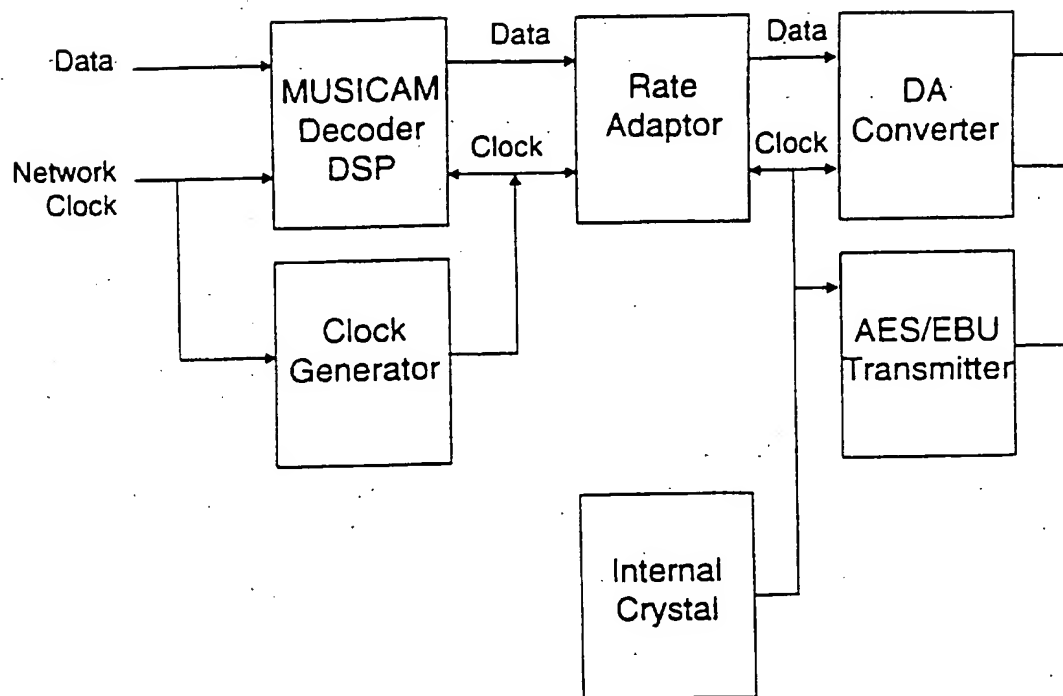 Data
MUSICAM
Decoder
DSP
Data
Rate
Adaptor
Data
DA
Converter
Network
Clock
Clock
Clock
Clock
Generator
AES/EBU
Transmitter
Internal
Crystal